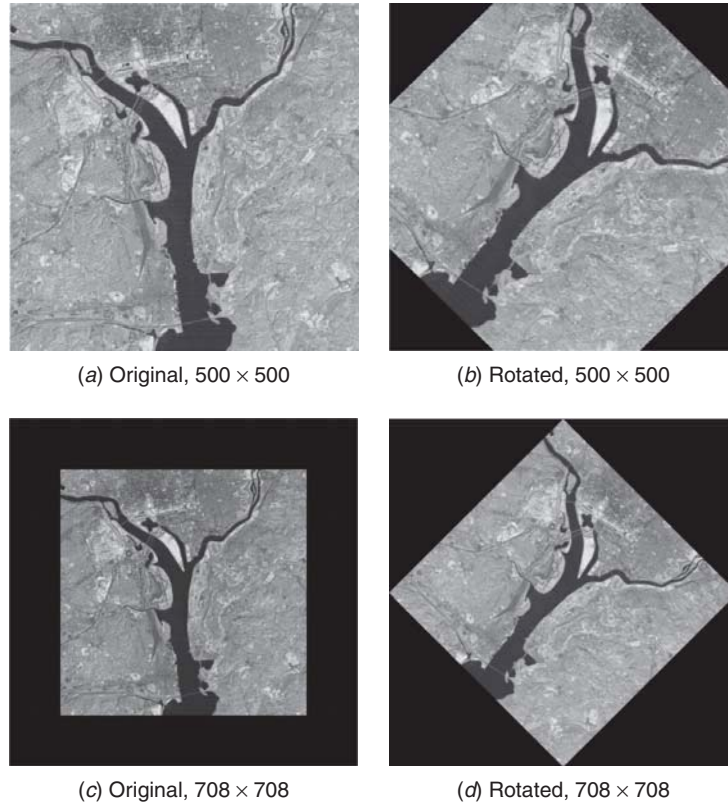 (a) Original, 500 × 500
(b) Rotated, 500 × 500
(c) Original, 708 × 708
(d) Rotated, 708 × 708